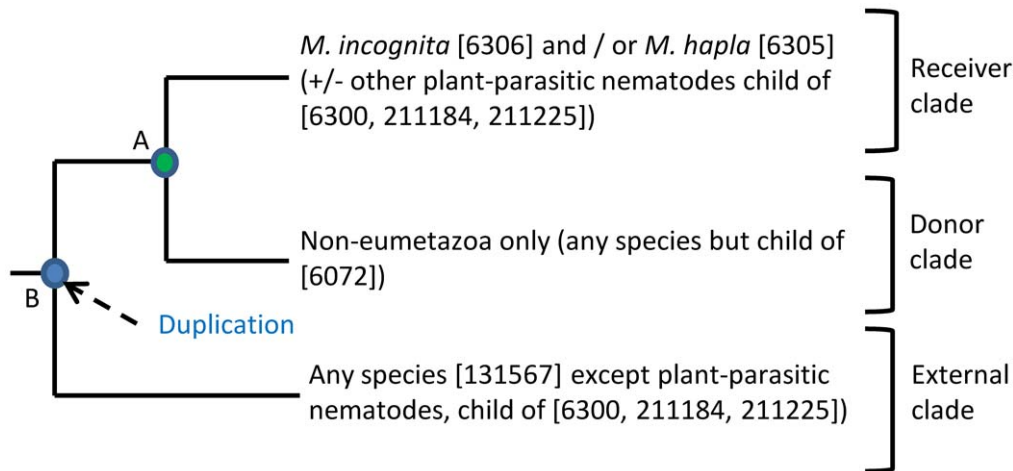 M. incognita [6306] and / or M. hapla [6305]
(+/- other plant-parasitic nematodes child of
[6300, 211184, 211225])
Receiver
clade
A
Non-eumetazoa only (any species but child of
[6072])
Donor
clade
B
Duplication
Any species [131567] except plant-parasitic
nematodes, child of [6300, 211184, 211225])
External
clade